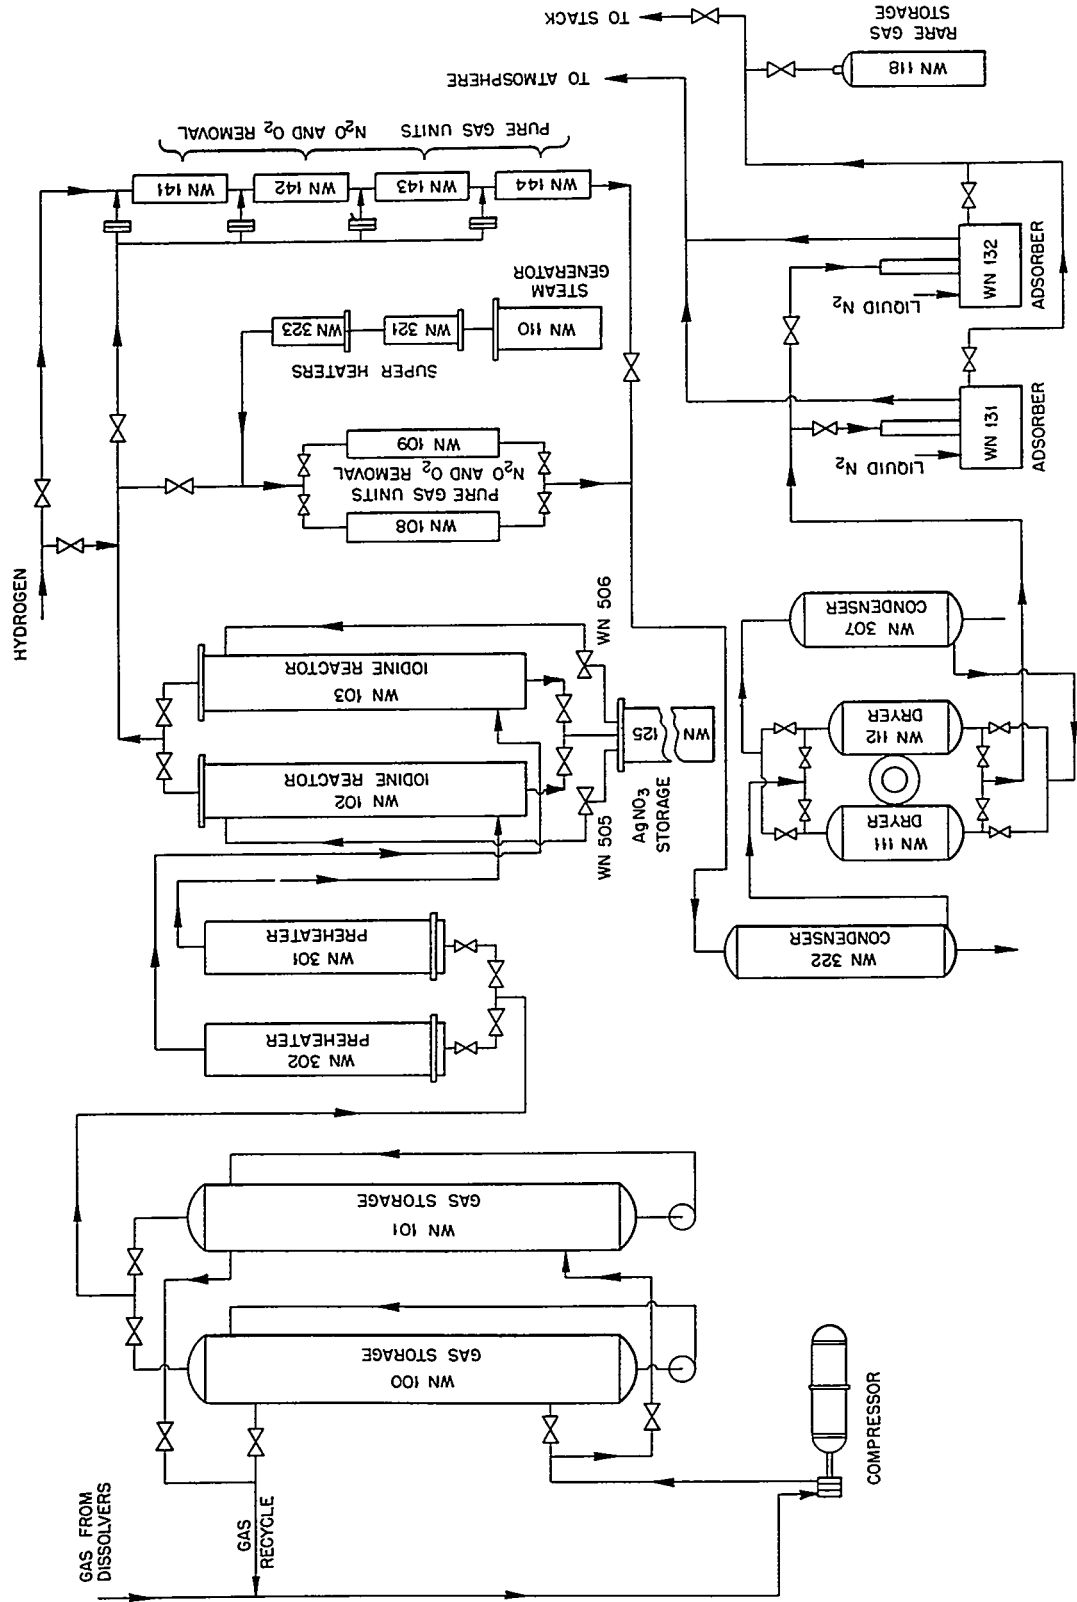 TO STACK
RARE GAS
STORAGE
WN 118
TO ATMOSPHERE
N₂O AND O₂ REMOVAL
PURE GAS UNITS
WN 141
WN 142
WN 143
WN 144
STEAM
GENERATOR
WN 110
WN 321
WN 323
SUPER HEATERS
WN 109
N₂O AND O₂ REMOVAL
PURE GAS UNITS
WN 108
HYDROGEN
LIQUID N₂
WN 132
ADSORBER
LIQUID N₂
WN 131
ADSORBER
WN 103
IODINE REACTOR
WN 102
IODINE REACTOR
WN 506
WN 505
WN
125
AgNO₃
STORAGE
WN 307
CONDENSER
WN 112
DRYER
WN 111
DRYER
WN 322
CONDENSER
WN 301
PREHEATER
WN 302
PREHEATER
WN 101
GAS STORAGE
WN 100
GAS STORAGE
COMPRESSOR
GAS FROM
DISSOLVERS
GAS
RECYCLE